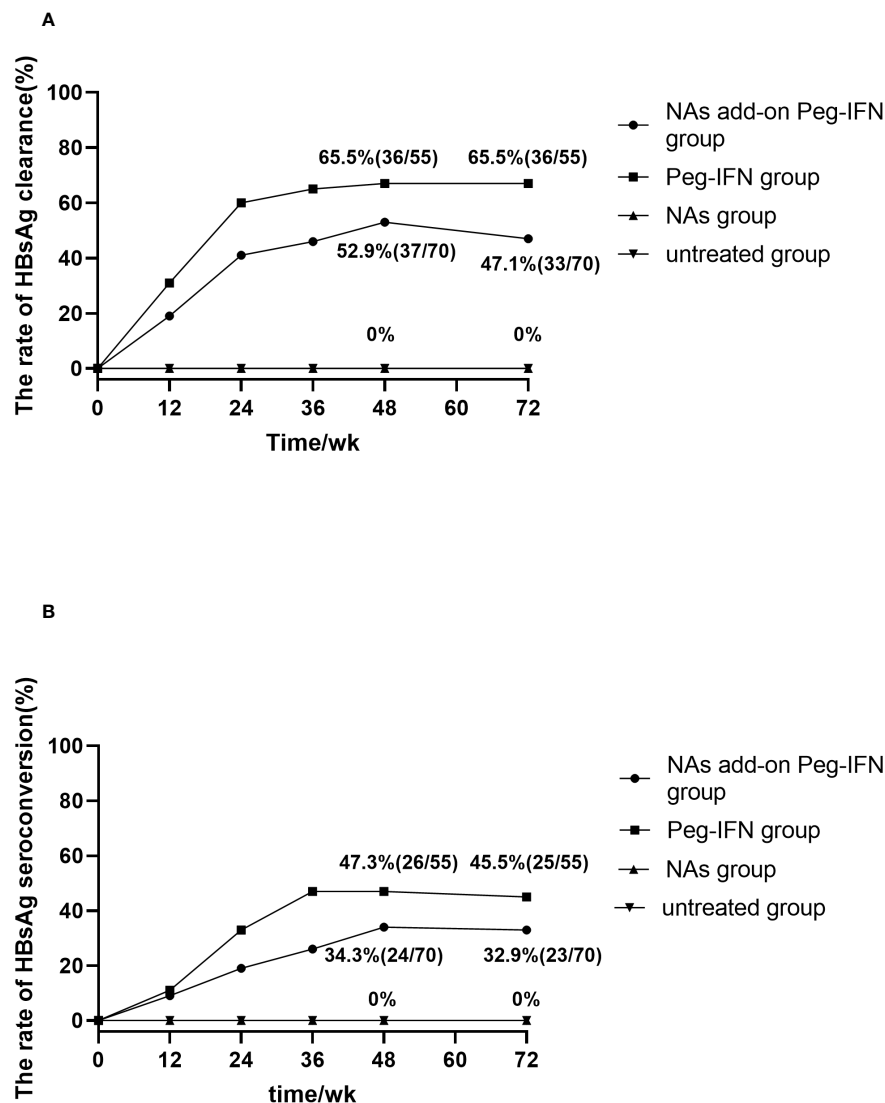 A
The rate of HBsAg clearance(%)
100
80
60
40
20
0
65.5%(36/55) 65.5%(36/55)
52.9%(37/70)
47.1%(33/70)
0% 0%
0 12 24 36 48 60 72
Time/wk
NAs add-on Peg-IFN
group
Peg-IFN group
NAs group
untreated group
B
The rate of HBsAg seroconversion(%)
100
80
60
40
20
0
47.3%(26/55) 45.5%(25/55)
34.3%(24/70) 32.9%(23/70)
0% 0%
0 12 24 36 48 60 72
time/wk
NAs add-on Peg-IFN
group
Peg-IFN group
NAs group
untreated group